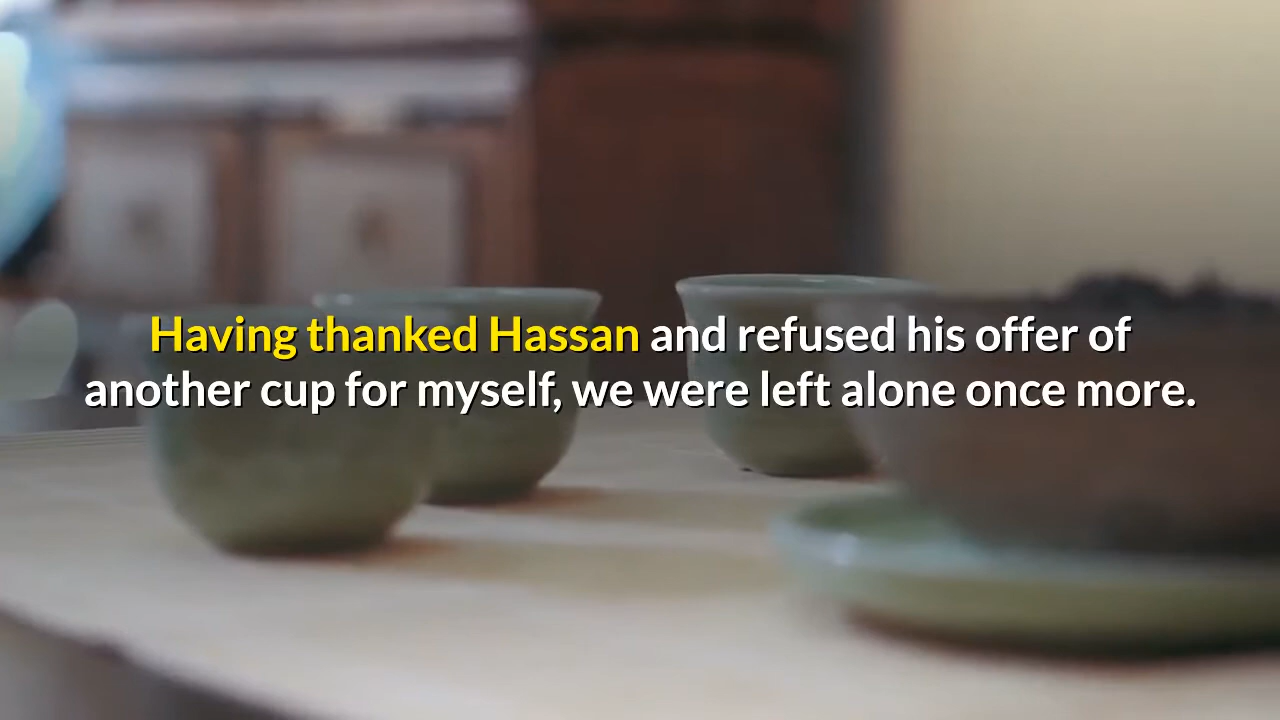 Having thanked Hassan and refused his offer of
another cup for myself, we were left alone once more.